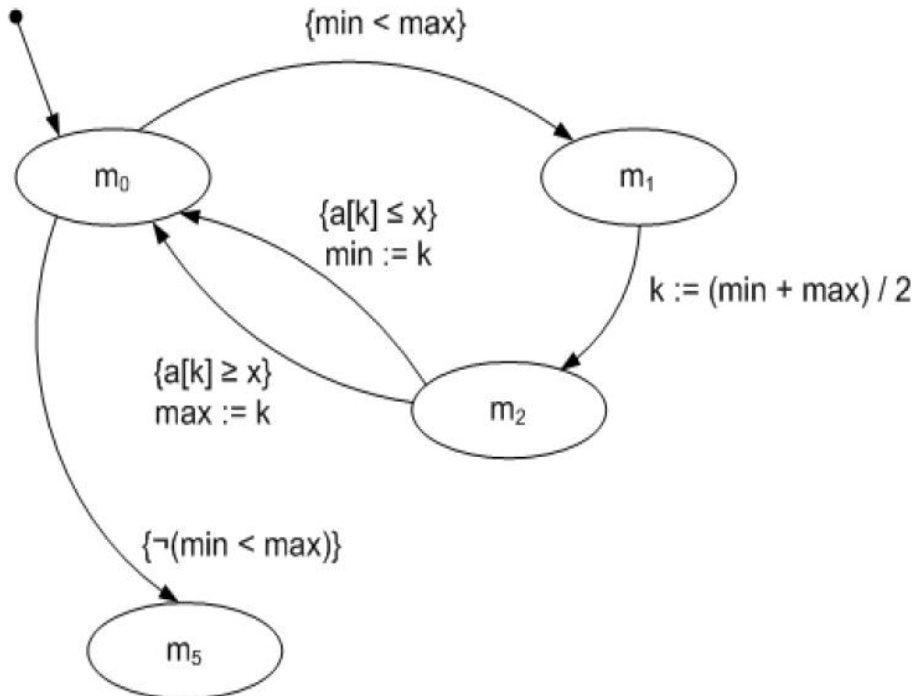 {min < max}
m₀
m₁
{a[k] ≤ x}
min := k
k := (min + max) / 2
{a[k] ≥ x}
max := k
m₂
{¬(min < max)}
m₅